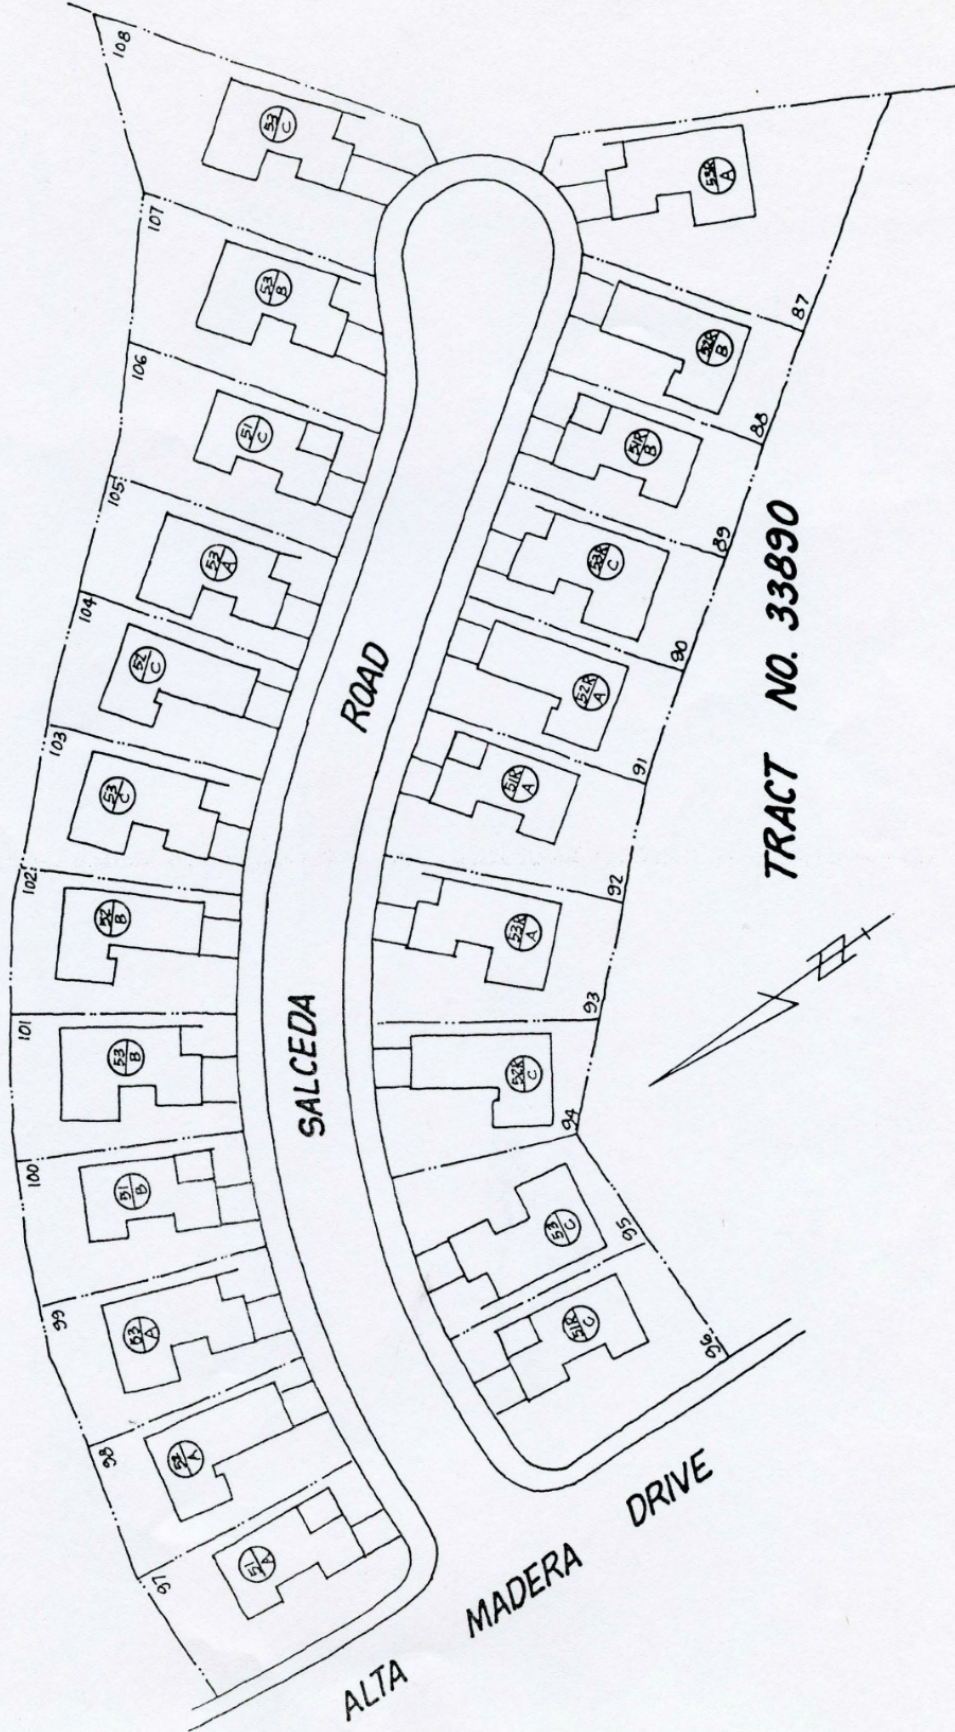 108
52
C
53R
A
107
53
B
87
52R
B
106
51
C
88
51R
B
105
53
A
89
53R
C
104
52
C
90
52R
A
103
53
C
91
51R
A
102
52
B
92
53R
A
101
53
B
93
52R
C
100
51
B
94
53
C
95
99
53
A
51R
C
96
98
52
A
97
51
A
SALCEDA ROAD
TRACT NO. 33890
ALTA MADERA DRIVE
N